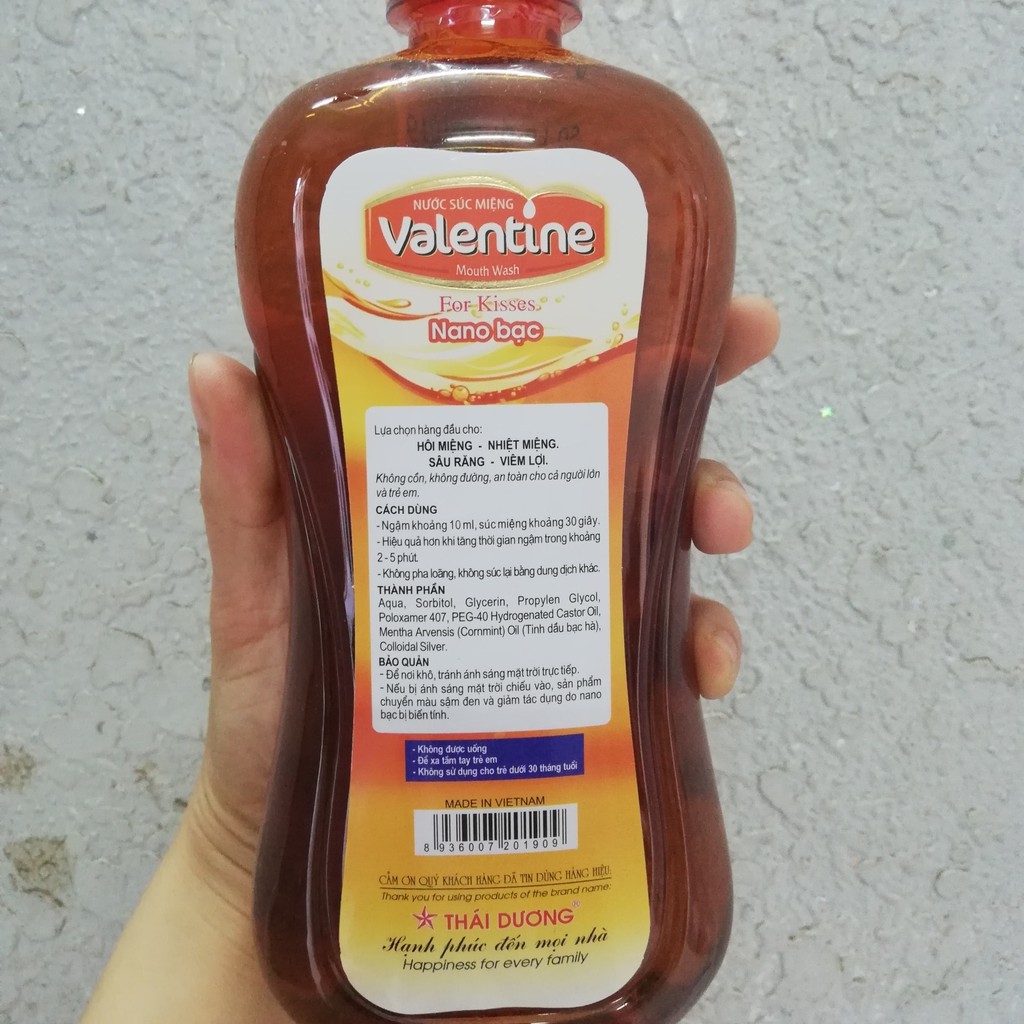 NƯỚC SÚC MIỆNG
Valentine
Mouth Wash
For Kisses
Nano bạc
Lựa chọn hàng đầu cho:
HÔI MIỆNG - NHIỆT MIỆNG.
SÂU RĂNG - VIÊM LỢI.
Không cồn, không đường, an toàn cho cả người lớn
và trẻ em.
CÁCH DÙNG
- Ngậm khoảng 10 ml, súc miệng khoảng 30 giây.
- Hiệu quả hơn khi tăng thời gian ngậm trong khoảng
2 - 5 phút.
- Không pha loãng, không súc lại bằng dung dịch khác.
THÀNH PHẦN
Aqua, Sorbitol, Glycerin, Propylen Glycol,
Poloxamer 407, PEG-40 Hydrogenated Castor Oil,
Mentha Arvensis (Cornmint) Oil (Tinh dầu bạc hà),
Colloidal Silver.
BẢO QUẢN
- Để nơi khô, tránh ánh sáng mặt trời trực tiếp.
- Nếu bị ánh sáng mặt trời chiếu vào, sản phẩm
chuyển màu sậm đen và giảm tác dụng do nano
bạc bị biến tính.
- Không được uống
- Để xa tầm tay trẻ em
- Không sử dụng cho trẻ dưới 30 tháng tuổi
MADE IN VIETNAM
8 936007 201909
CẢM ƠN QUÝ KHÁCH HÀNG ĐÃ TIN DÙNG HÀNG HIỆU:
Thank you for using products of the brand name:
THÁI DƯƠNG®
Hạnh phúc đến mọi nhà
Happiness for every family